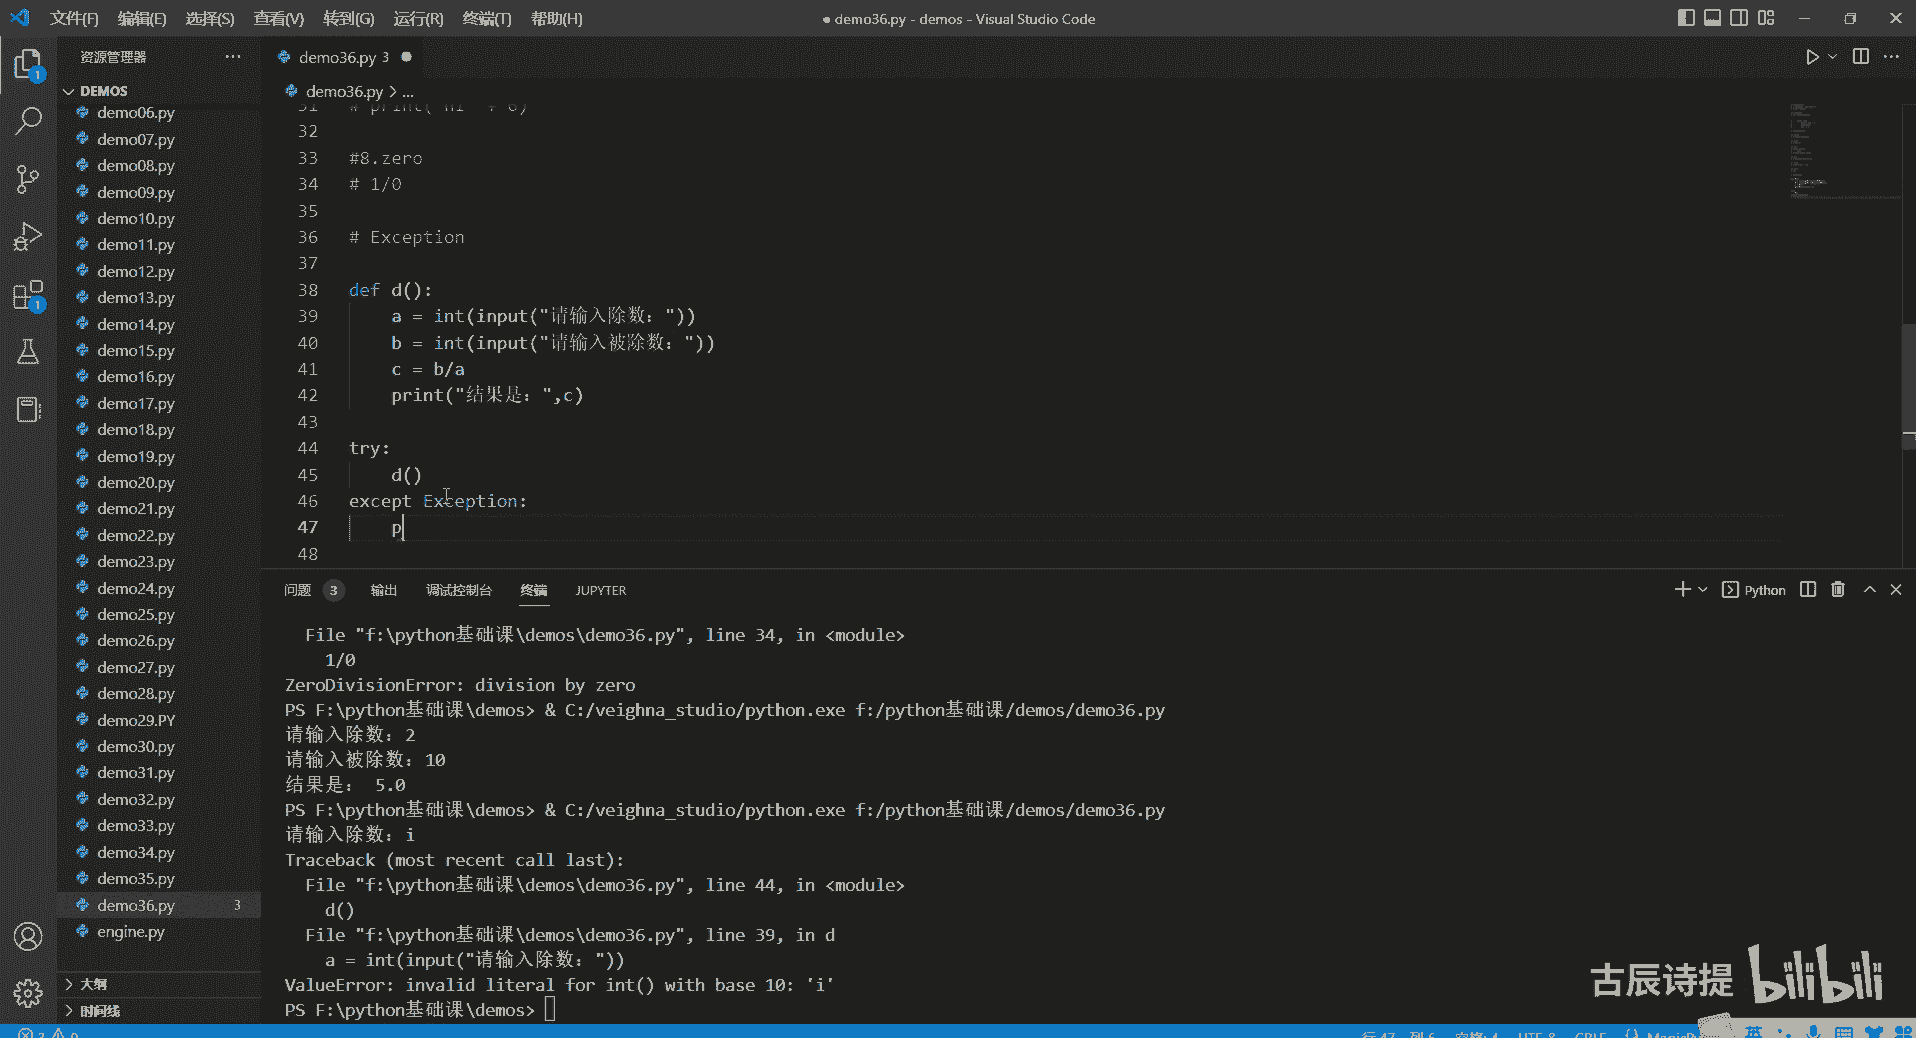 文件(F) 编辑(E) 选择(S) 查看(V) 转到(G) 运行(R) 终端(T) 帮助(H)
● demo36.py - demos - Visual Studio Code
资源管理器
demo36.py 3
DEMOS
demo36.py > ...
demo06.py
demo07.py
demo08.py
demo09.py
demo10.py
demo11.py
demo12.py
demo13.py
demo14.py
demo15.py
demo16.py
demo17.py
demo18.py
demo19.py
demo20.py
demo21.py
demo22.py
demo23.py
demo24.py
demo25.py
demo26.py
demo27.py
demo28.py
demo29.PY
demo30.py
demo31.py
demo32.py
demo33.py
demo34.py
demo35.py
demo36.py 3
engine.py
大纲
时间线
1
1
32
33 #8.zero
34 # 1/0
35
36 # Exception
37
38 def d():
39 a = int(input("请输入除数："))
40 b = int(input("请输入被除数："))
41 c = b/a
42 print("结果是：",c)
43
44 try:
45 d()
46 except Exception:
47 p
48
问题 3 输出 调试控制台 终端 JUPYTER
Python
File "f:\python基础课\demos\demo36.py", line 34, in <module>
1/0
ZeroDivisionError: division by zero
PS F:\python基础课\demos> & C:/veighna_studio/python.exe f:/python基础课/demos/demo36.py
请输入除数：2
请输入被除数：10
结果是： 5.0
PS F:\python基础课\demos> & C:/veighna_studio/python.exe f:/python基础课/demos/demo36.py
请输入除数：i
Traceback (most recent call last):
File "f:\python基础课\demos\demo36.py", line 44, in <module>
d()
File "f:\python基础课\demos\demo36.py", line 39, in d
a = int(input("请输入除数："))
ValueError: invalid literal for int() with base 10: 'i'
PS F:\python基础课\demos>
古辰诗提 bilibili
英